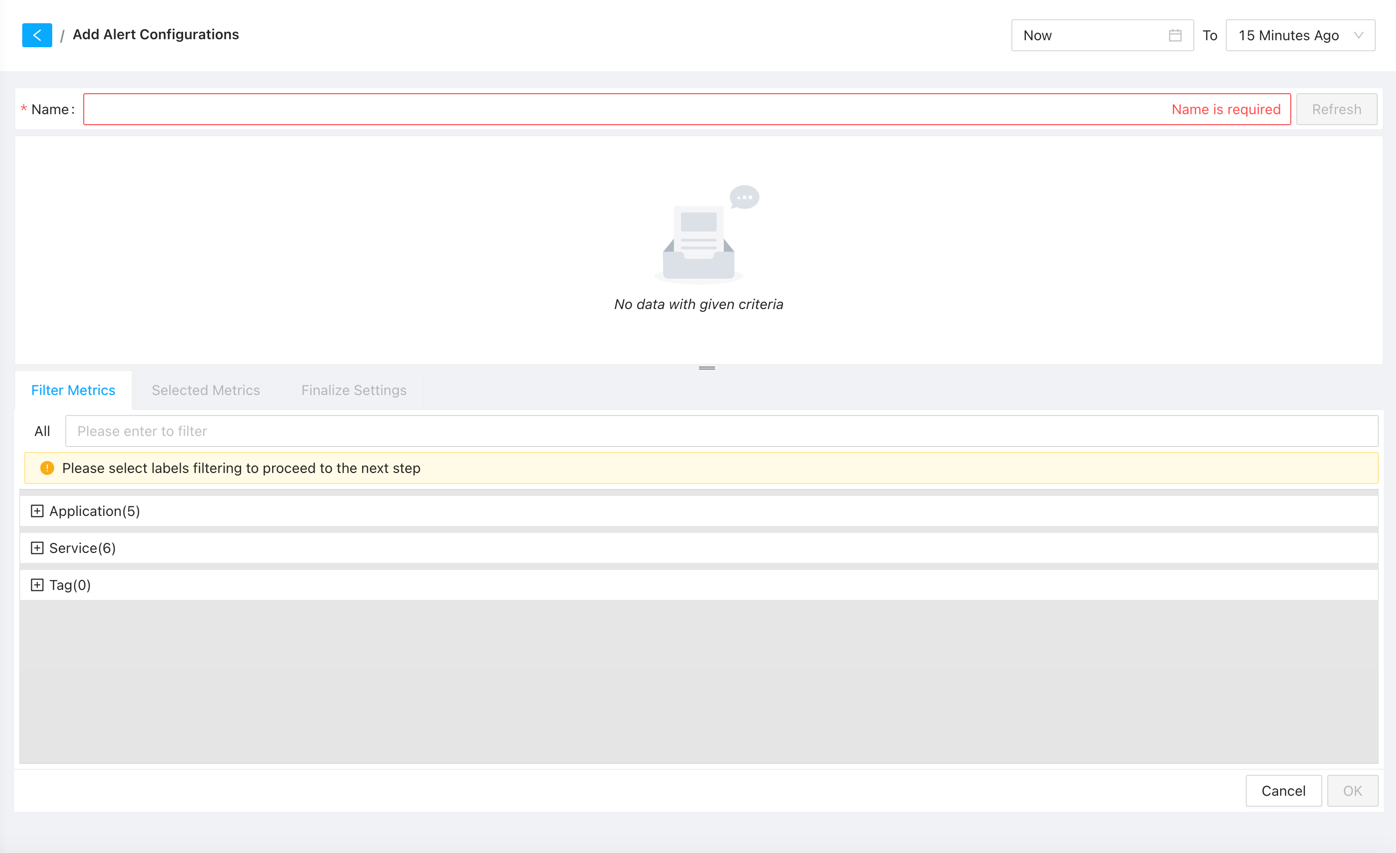 / Add Alert Configurations
Now To 15 Minutes Ago
* Name: Name is required Refresh
No data with given criteria
Filter Metrics Selected Metrics Finalize Settings
All Please enter to filter
Please select labels filtering to proceed to the next step
Application(5)
Service(6)
Tag(0)
Cancel OK